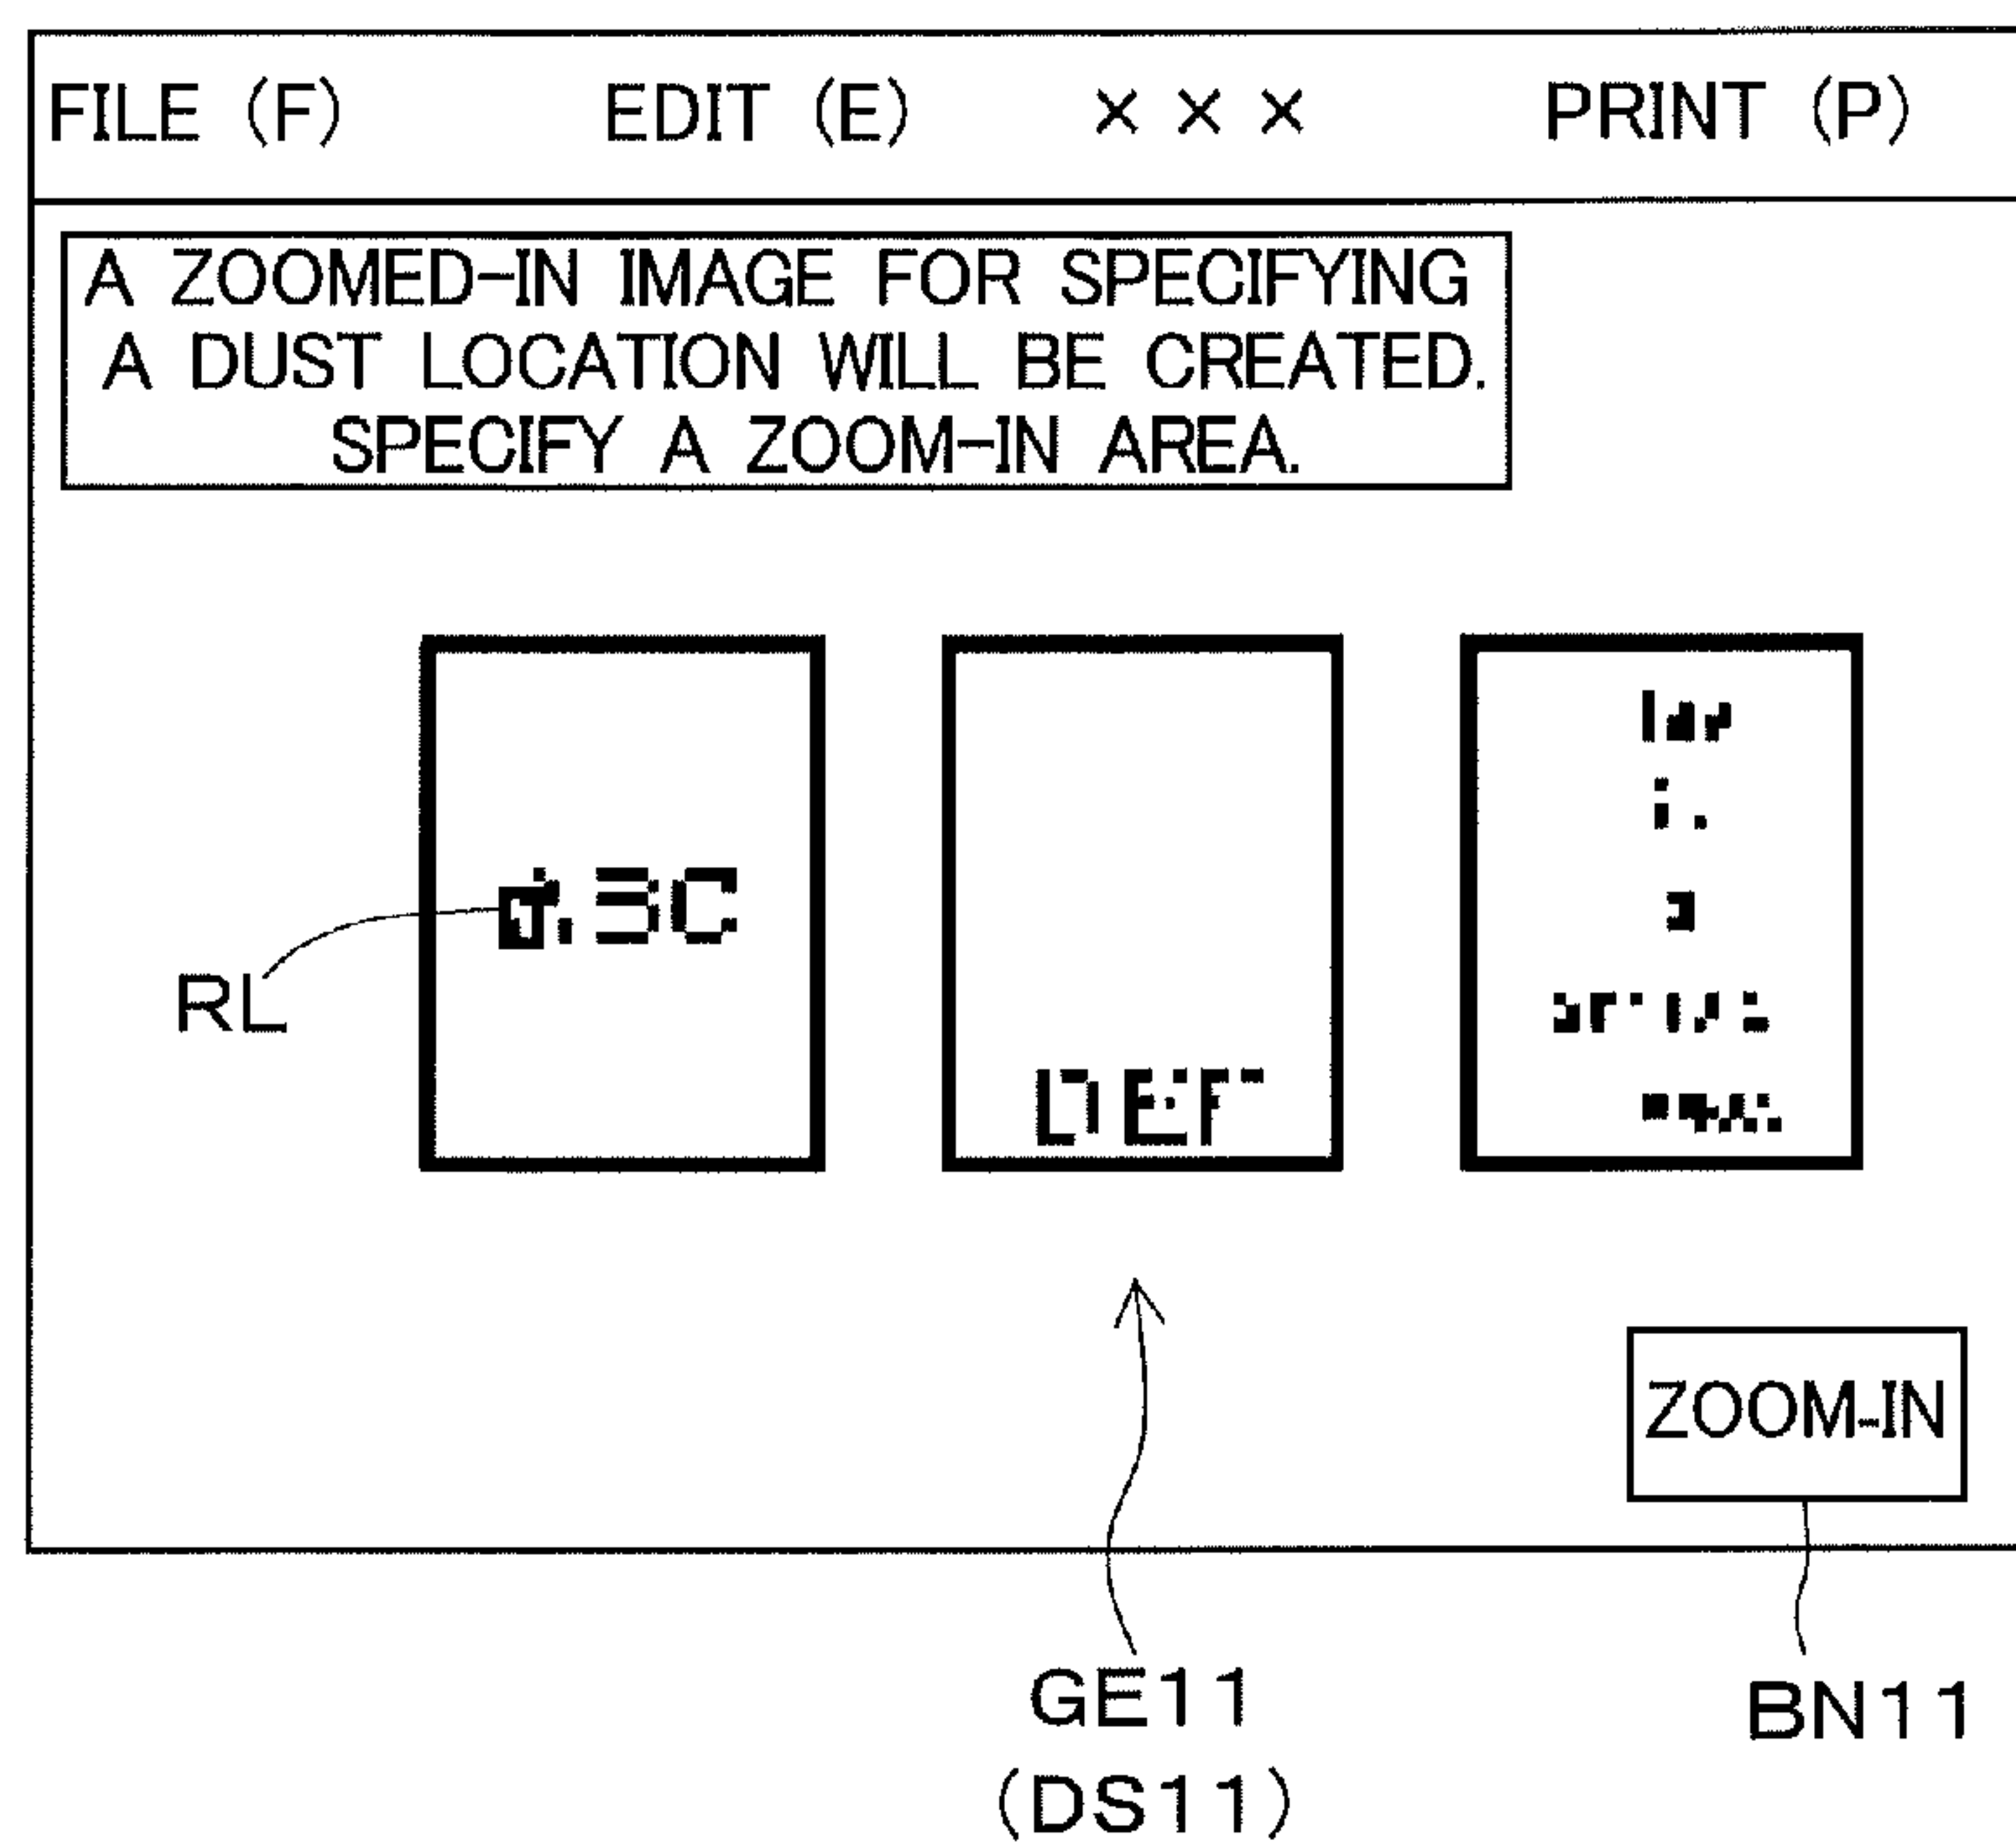 FILE (F) EDIT (E) × × × PRINT (P)
A ZOOMED-IN IMAGE FOR SPECIFYING
A DUST LOCATION WILL BE CREATED.
SPECIFY A ZOOM-IN AREA.
DEF
RL
ZOOM-IN
GE11
(DS11)
BN11